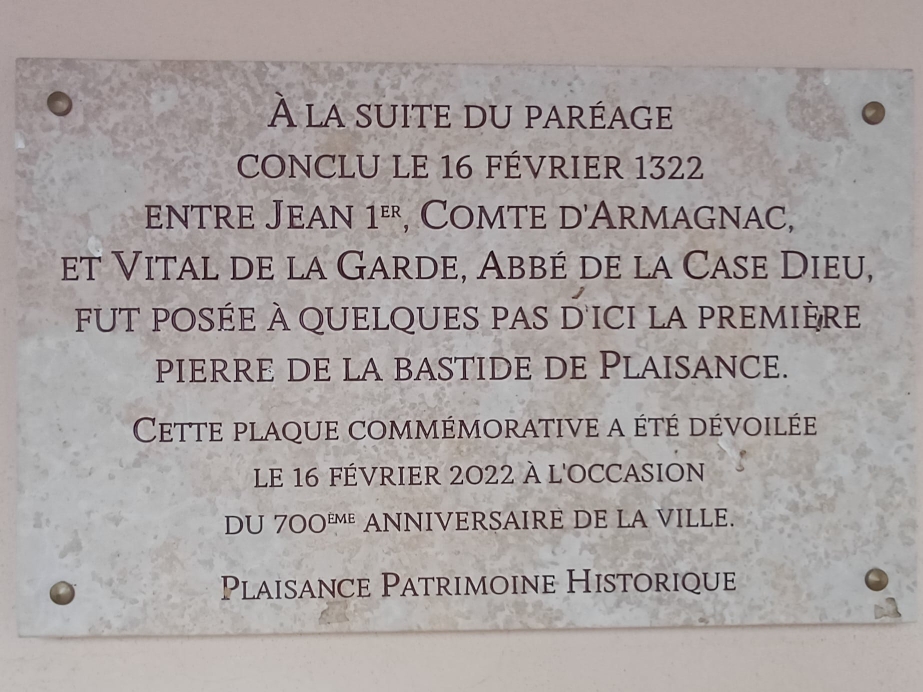 À LA SUITE DU PARÉAGE
CONCLU LE 16 FÉVRIER 1322
ENTRE JEAN 1ER, COMTE D'ARMAGNAC,
ET VITAL DE LA GARDE, ABBÉ DE LA CASE DIEU,
FUT POSÉE À QUELQUES PAS D'ICI LA PREMIÈRE
PIERRE DE LA BASTIDE DE PLAISANCE.
CETTE PLAQUE COMMÉMORATIVE A ÉTÉ DÉVOILÉE
LE 16 FÉVRIER 2022 À L'OCCASION
DU 700ÈME ANNIVERSAIRE DE LA VILLE.
PLAISANCE PATRIMOINE HISTORIQUE